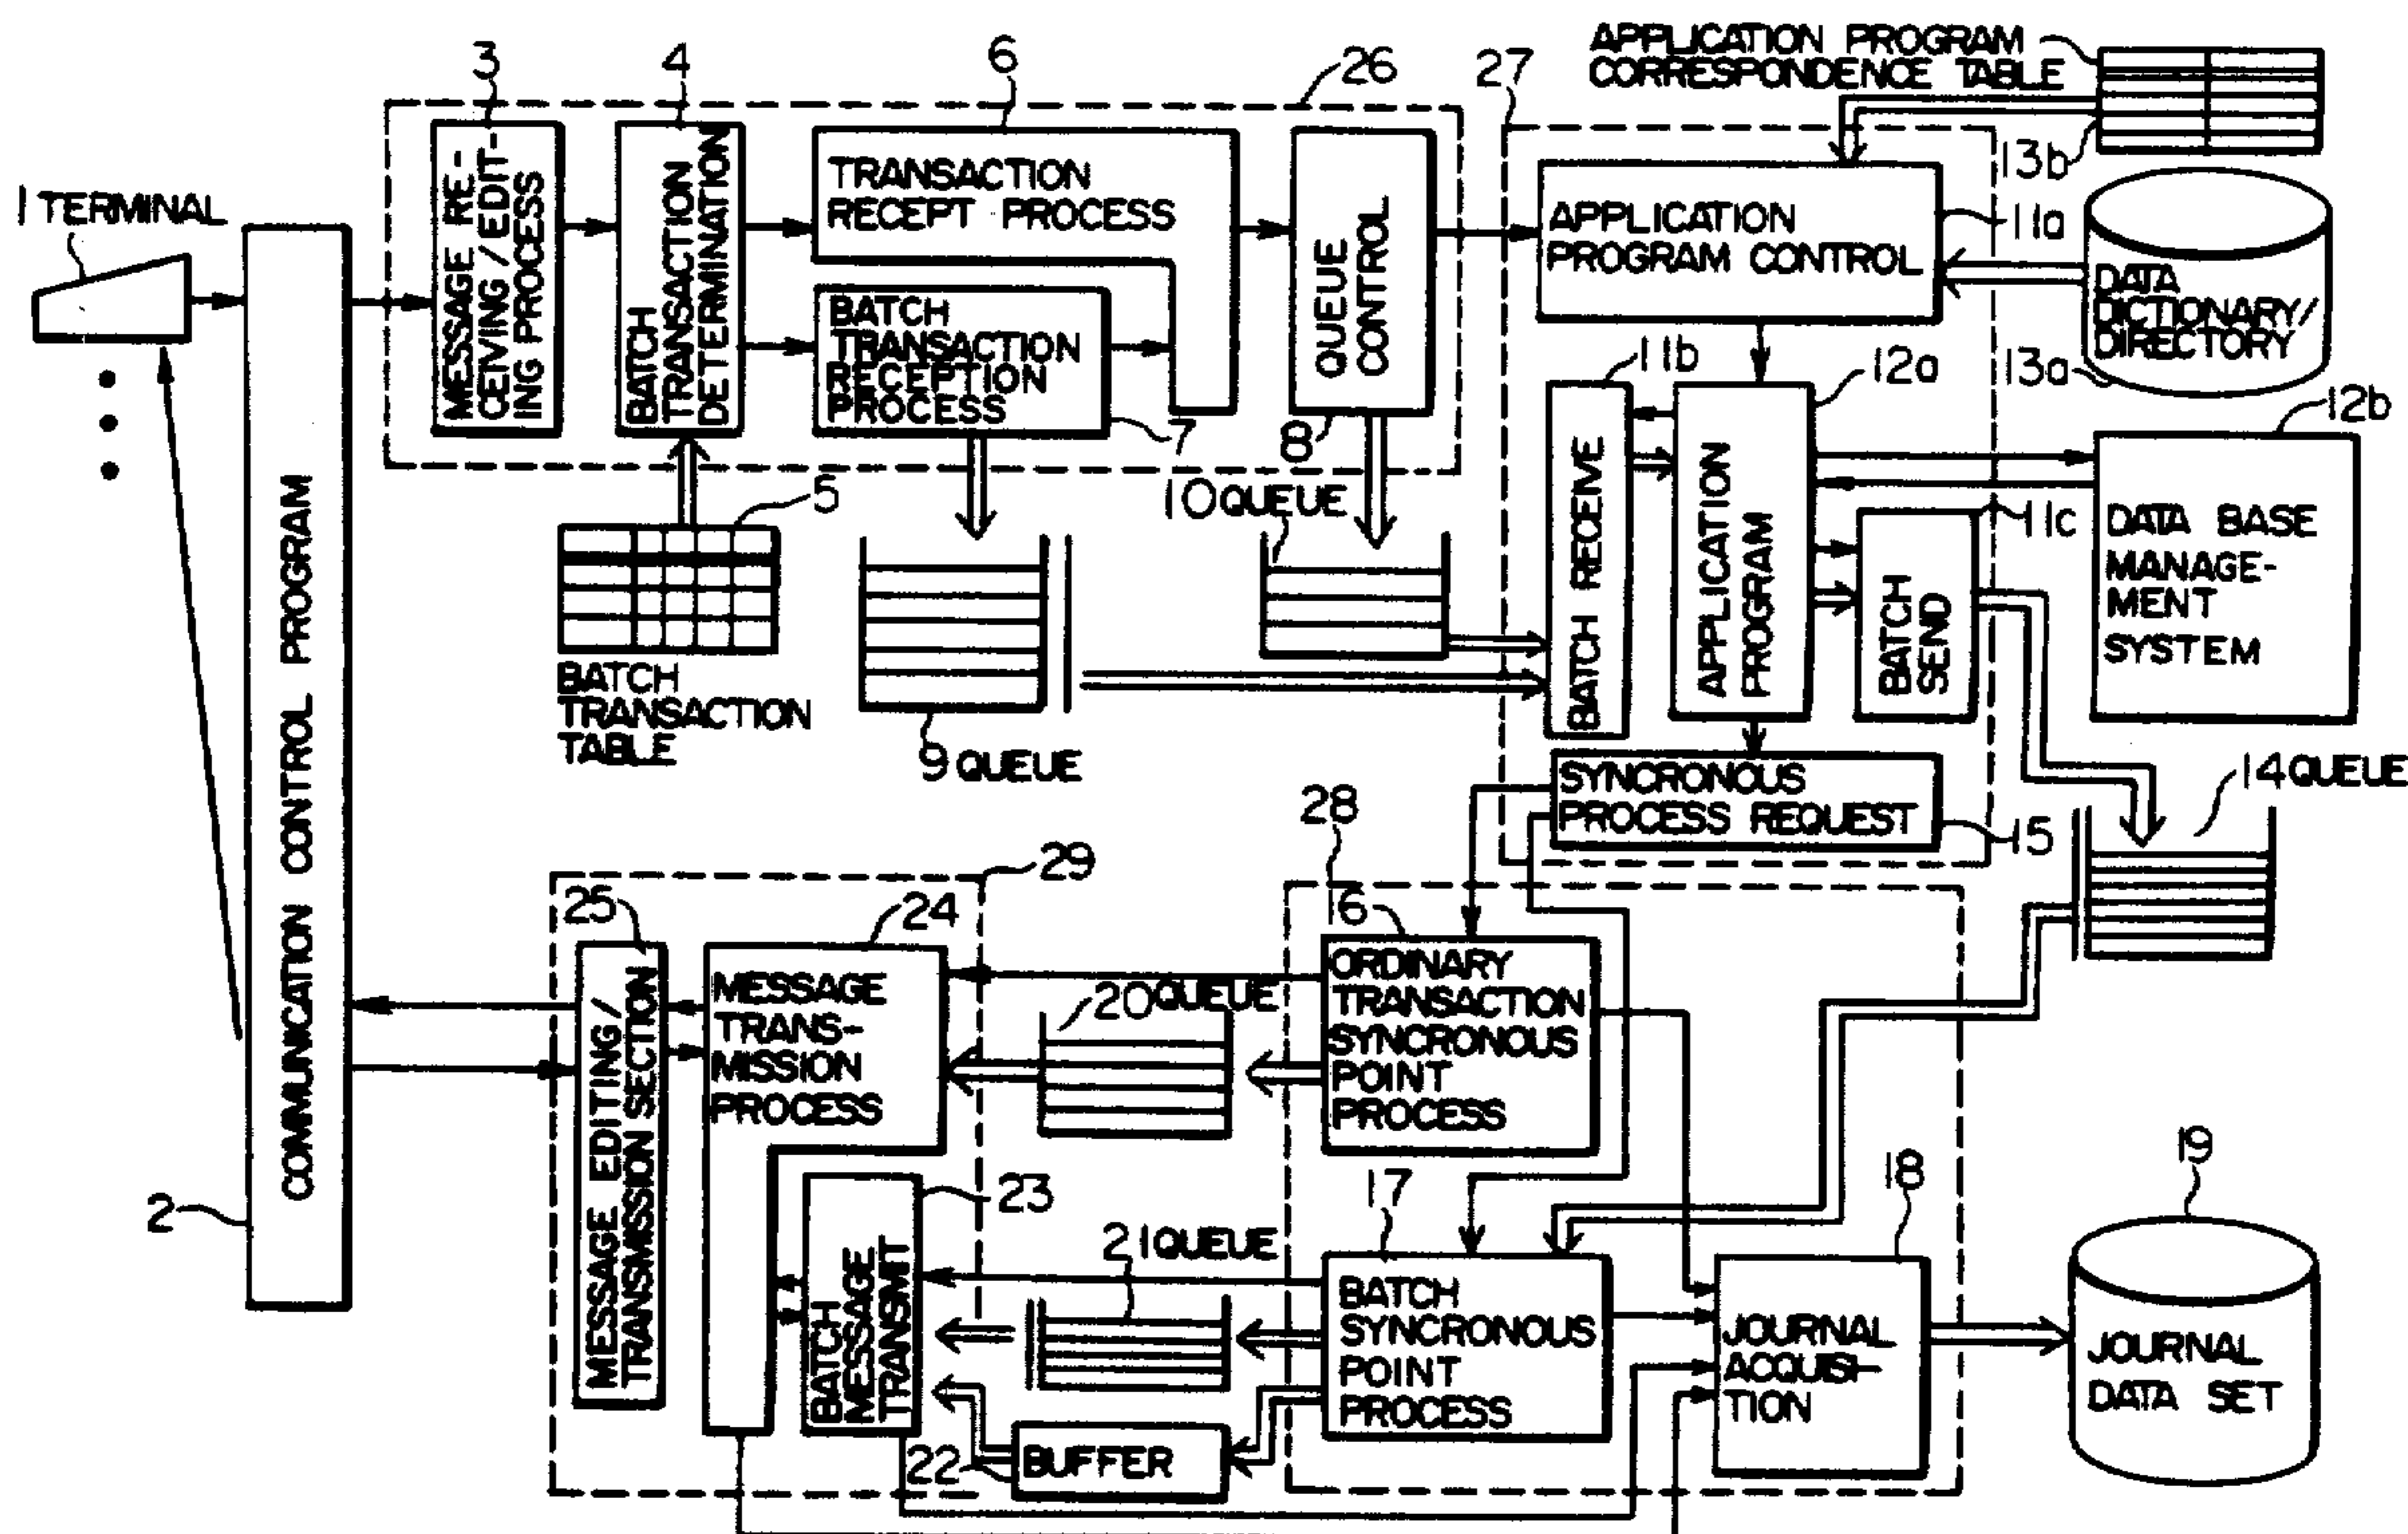 APPLICATION PROGRAM
CORRESPONDENCE TABLE
3
4
6
26
27
13b
1 TERMINAL
MESSAGE RE-
CEIVING/EDIT-
ING PROCESS
BATCH
TRANSACTION
DETERMINATION
TRANSACTION
RECEPT PROCESS
BATCH
TRANSACTION
RECEPTION
PROCESS
7
QUEUE
CONTROL
8
APPLICATION
PROGRAM CONTROL
11a
DATA
DICTIONARY/
DIRECTORY
13a
11b
12a
12b
5
BATCH
TRANSACTION
TABLE
9 QUEUE
10 QUEUE
BATCH RECEIVE
APPLICATION
PROGRAM
BATCH
SEND
11c
DATA BASE
MANAGE-
MENT
SYSTEM
SYNCRONOUS
PROCESS REQUEST
15
14 QUEUE
COMMUNICATION CONTROL PROGRAM
2
28
29
25
24
16
MESSAGE EDITING/
TRANSMISSION SECTION
MESSAGE
TRANS-
MISSION
PROCESS
20 QUEUE
ORDINARY
TRANSACTION
SYNCRONOUS
POINT
PROCESS
23
BATCH
MESSAGE
TRANSMIT
21 QUEUE
17
BATCH
SYNCRONOUS
POINT
PROCESS
22
BUFFER
18
JOURNAL
ACQUISI-
TION
19
JOURNAL
DATA SET